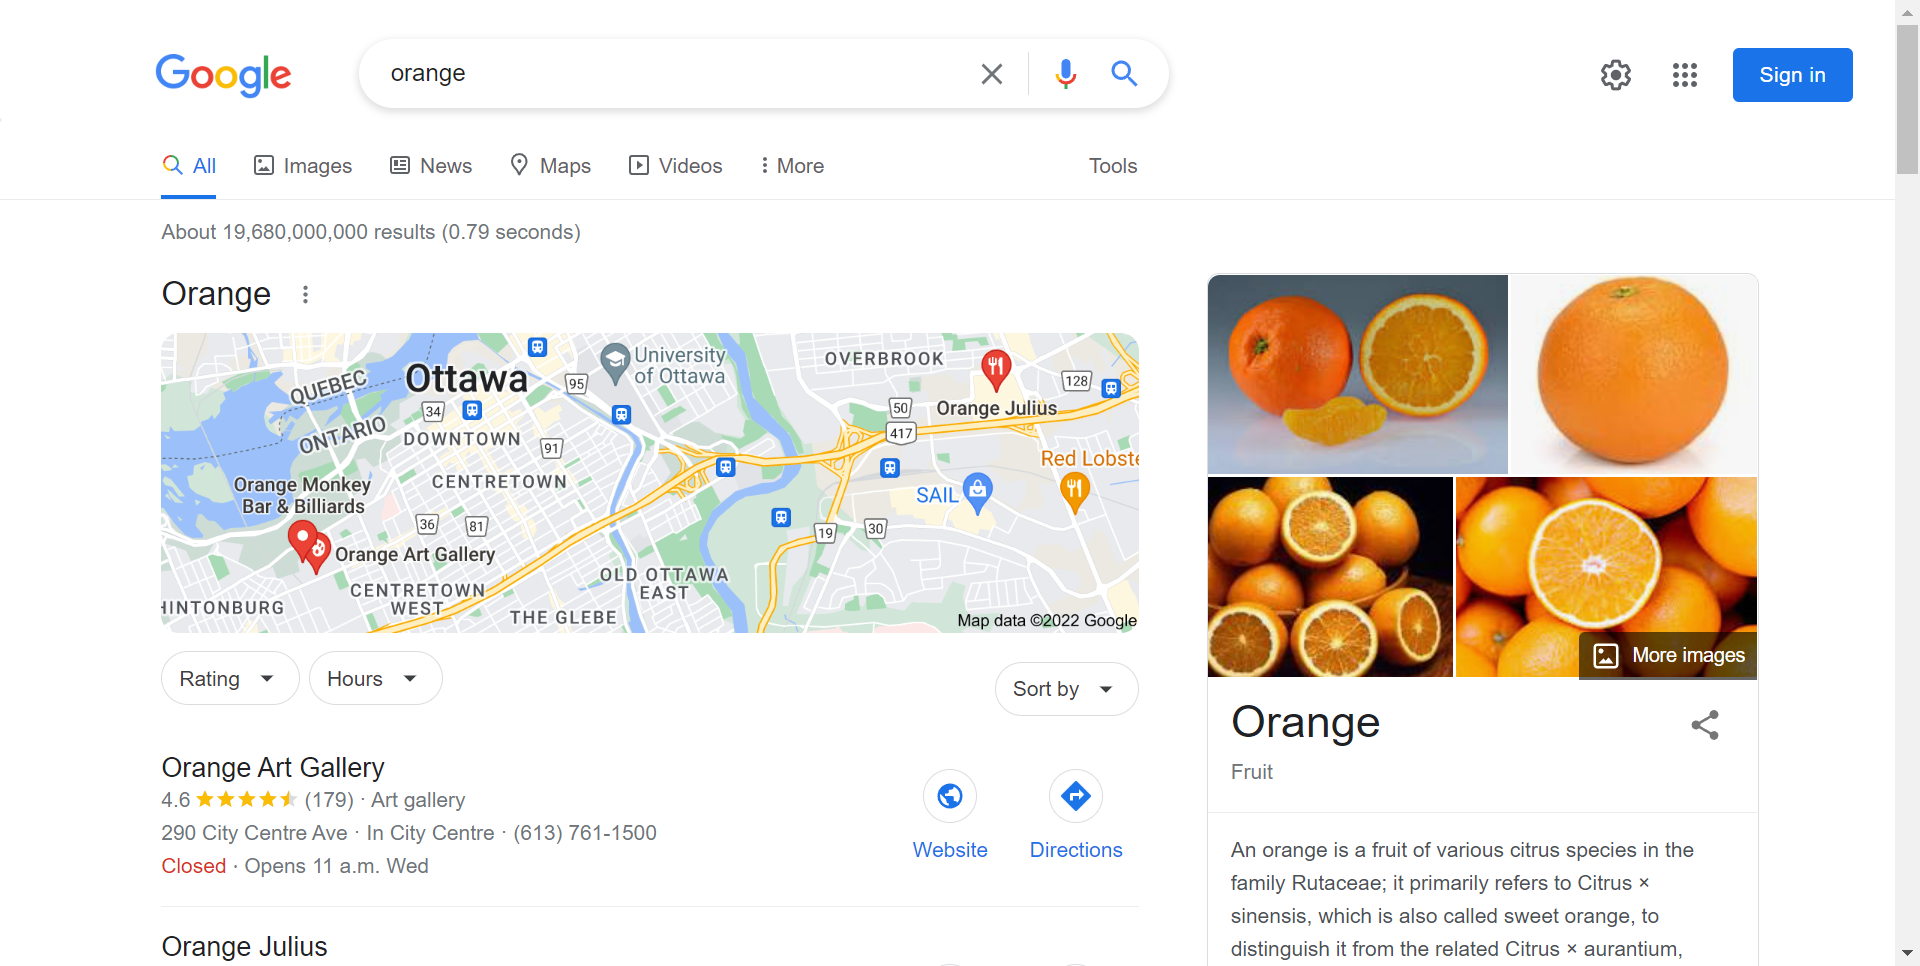 Google
orange
Sign in
All
Images
News
Maps
Videos
More
Tools
About 19,680,000,000 results (0.79 seconds)
Orange
Ottawa
University
of Ottawa
OVERBROOK
95
128
QUEBEC
34
50
Orange Julius
ONTARIO
DOWNTOWN
91
417
Red Lobste
Orange Monkey
Bar & Billiards
CENTRETOWN
SAIL
36
81
19
30
Orange Art Gallery
OLD OTTAWA
EAST
CENTRETOWN
WEST
HINTONBURG
THE GLEBE
Map data ©2022 Google
Rating
Hours
Sort by
Orange Art Gallery
4.6 (179) · Art gallery
290 City Centre Ave · In City Centre · (613) 761-1500
Closed · Opens 11 a.m. Wed
Website
Directions
Orange Julius
More images
Orange
Fruit
An orange is a fruit of various citrus species in the
family Rutaceae; it primarily refers to Citrus ×
sinensis, which is also called sweet orange, to
distinguish it from the related Citrus × aurantium,